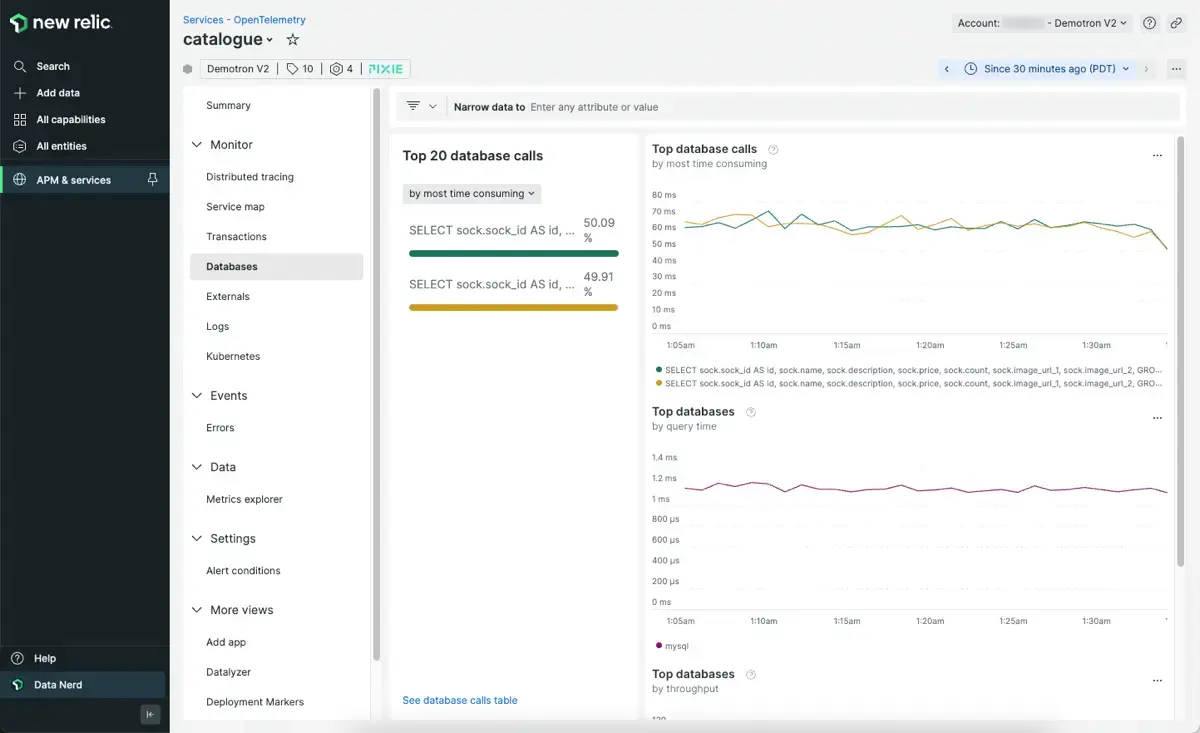 new relic.
Search
Add data
All capabilities
All entities
APM & services
Help
Data Nerd
Services - OpenTelemetry
catalogue
Account:
- Demotron V2
Demotron V2
10
4
PIXIE
Since 30 minutes ago (PDT)
Summary
Monitor
Distributed tracing
Service map
Transactions
Databases
Externals
Logs
Kubernetes
Events
Errors
Data
Metrics explorer
Settings
Alert conditions
More views
Add app
Datalyzer
Deployment Markers
Narrow data to Enter any attribute or value
Top 20 database calls
by most time consuming
SELECT sock.sock_id AS id, ... 50.09 %
SELECT sock.sock_id AS id, ... 49.91 %
See database calls table
Top database calls
by most time consuming
80 ms
70 ms
60 ms
50 ms
40 ms
30 ms
20 ms
10 ms
0 ms
1:05am 1:10am 1:15am 1:20am 1:25am 1:30am
SELECT sock.sock_id AS id, sock.name, sock.description, sock.price, sock.count, sock.image_url_1, sock.image_url_2, GRO...
SELECT sock.sock_id AS id, sock.name, sock.description, sock.price, sock.count, sock.image_url_1, sock.image_url_2, GRO...
Top databases
by query time
1.4 ms
1.2 ms
1 ms
800 µs
600 µs
400 µs
200 µs
0 ms
1:05am 1:10am 1:15am 1:20am 1:25am 1:30am
mysql
Top databases
by throughput